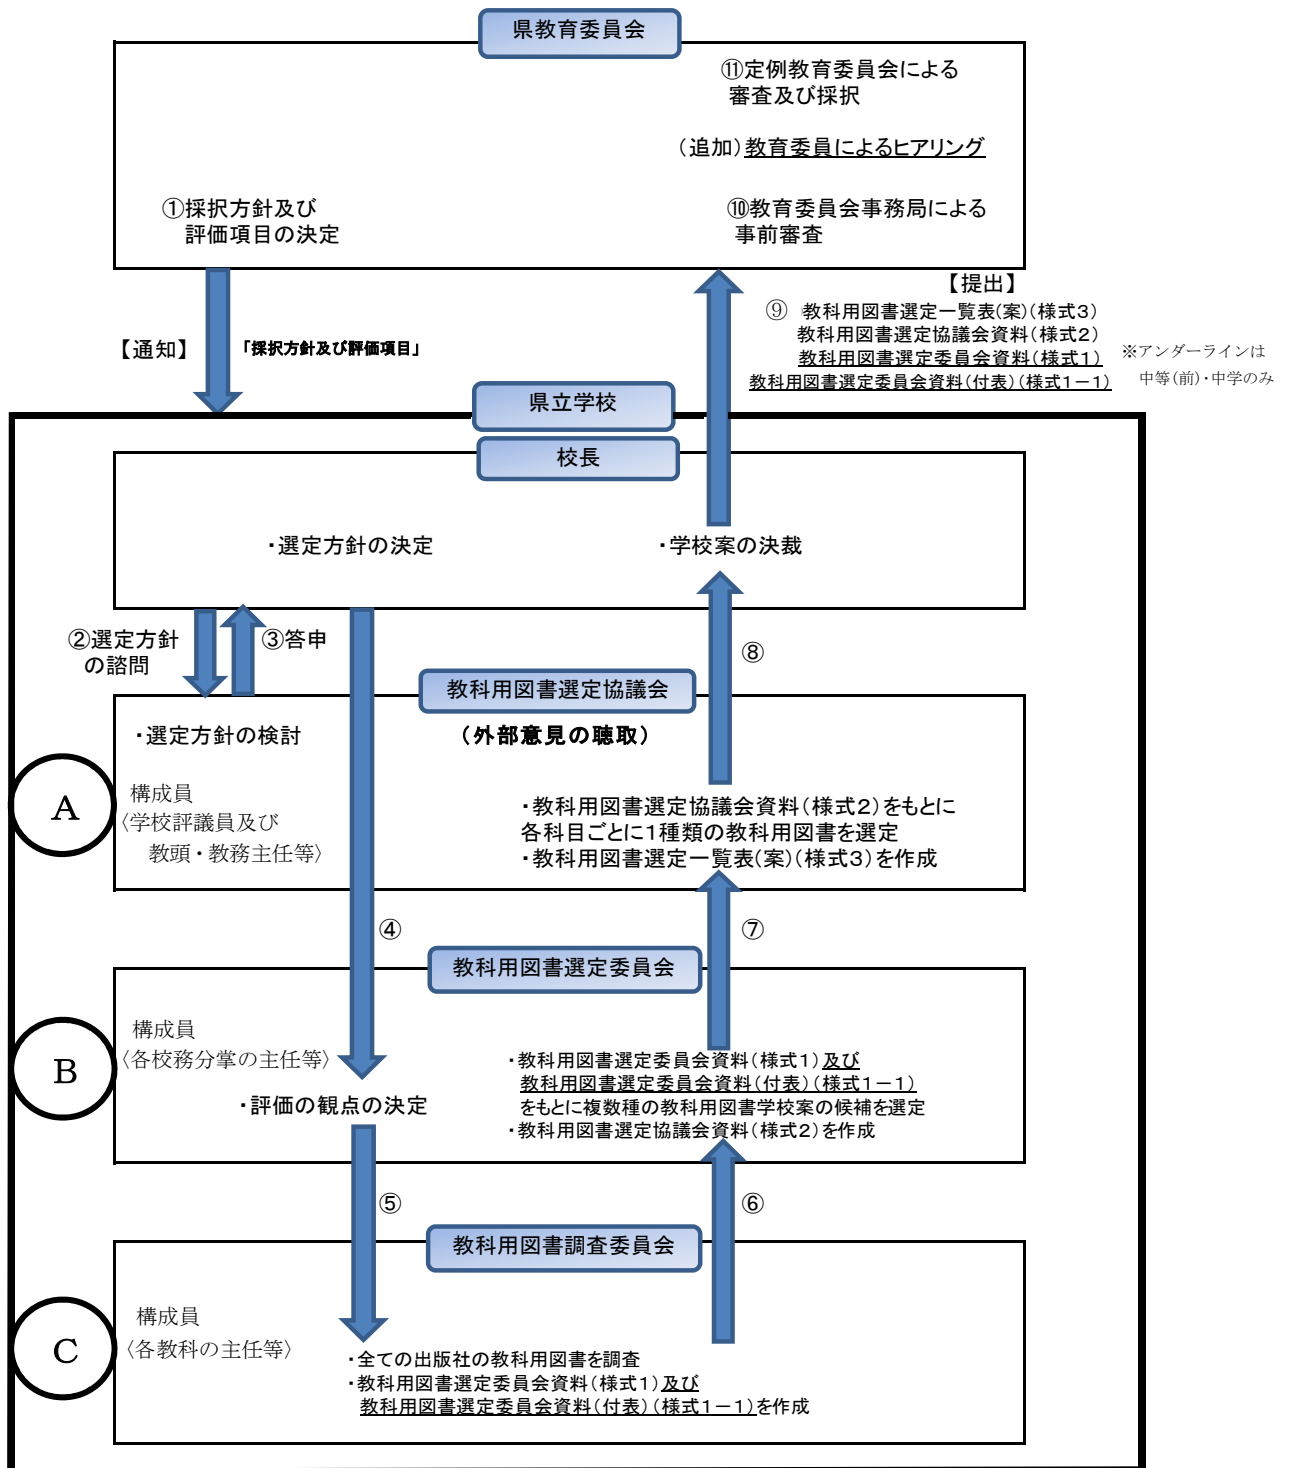 県教育委員会
⑪定例教育委員会による
審査及び採択
(追加)教育委員によるヒアリング
①採択方針及び
評価項目の決定
⑩教育委員会事務局による
事前審査
【提出】
⑨ 教科用図書選定一覧表(案)(様式3)
教科用図書選定協議会資料(様式2)
教科用図書選定委員会資料(様式1)
教科用図書選定委員会資料(付表)(様式1-1)
※アンダーラインは
中等(前)・中学のみ
【通知】
「採択方針及び評価項目」
県立学校
校長
・選定方針の決定
・学校案の決裁
②選定方針
の諮問
③答申
⑧
教科用図書選定協議会
・選定方針の検討
(外部意見の聴取)
A
構成員
〈学校評議員及び
教頭・教務主任等〉
・教科用図書選定協議会資料(様式2)をもとに
各科目ごとに1種類の教科用図書を選定
・教科用図書選定一覧表(案)(様式3)を作成
④
⑦
教科用図書選定委員会
B
構成員
〈各校務分掌の主任等〉
・評価の観点の決定
・教科用図書選定委員会資料(様式1)及び
教科用図書選定委員会資料(付表)(様式1-1)
をもとに複数種の教科用図書学校案の候補を選定
・教科用図書選定協議会資料(様式2)を作成
⑤
⑥
教科用図書調査委員会
C
構成員
〈各教科の主任等〉
・全ての出版社の教科用図書を調査
・教科用図書選定委員会資料(様式1)及び
教科用図書選定委員会資料(付表)(様式1-1)を作成